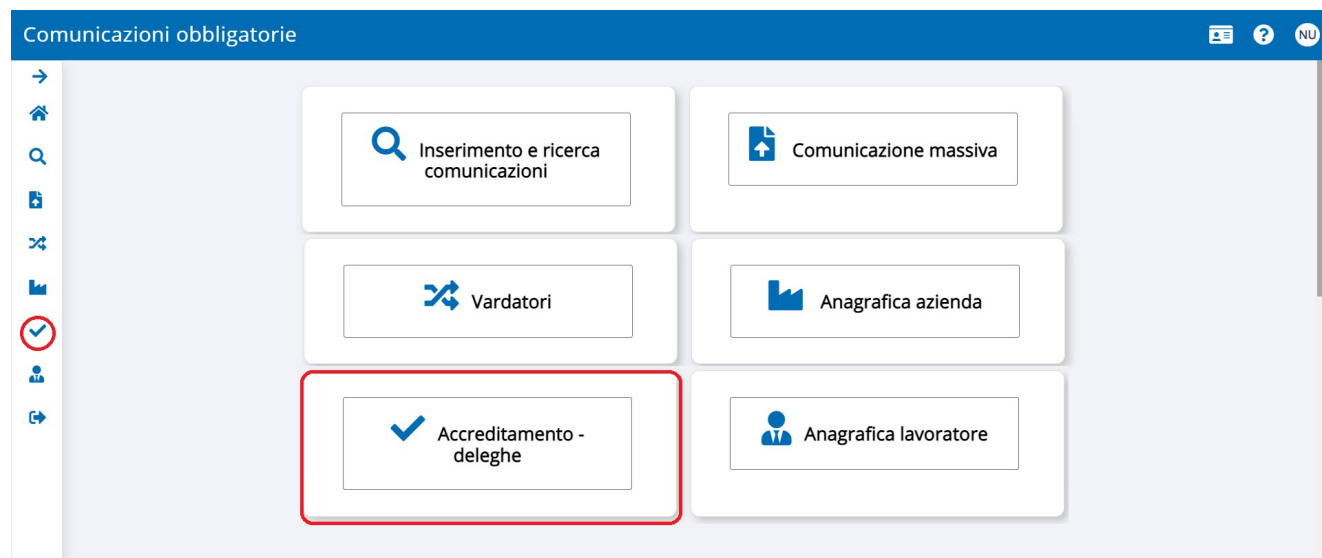 Comunicazioni obbligatorie
NU
Inserimento e ricerca
comunicazioni
Comunicazione massiva
Vardatori
Anagrafica azienda
Accreditamento -
deleghe
Anagrafica lavoratore